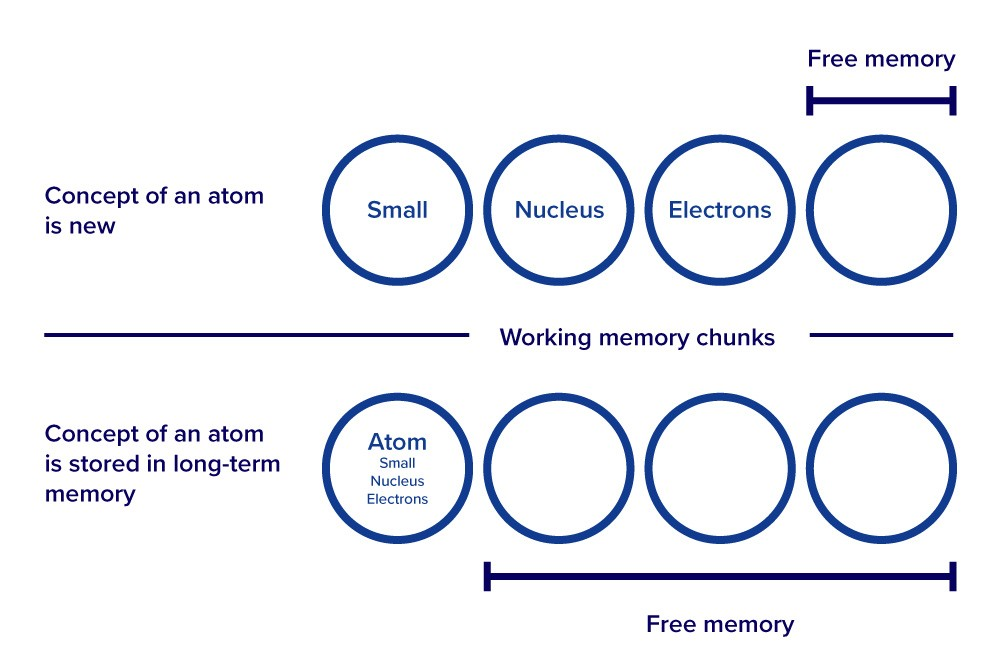 Free memory
Concept of an atom
is new
Small
Nucleus
Electrons
Working memory chunks
Concept of an atom
is stored in long-term
memory
Atom
Small
Nucleus
Electrons
Free memory